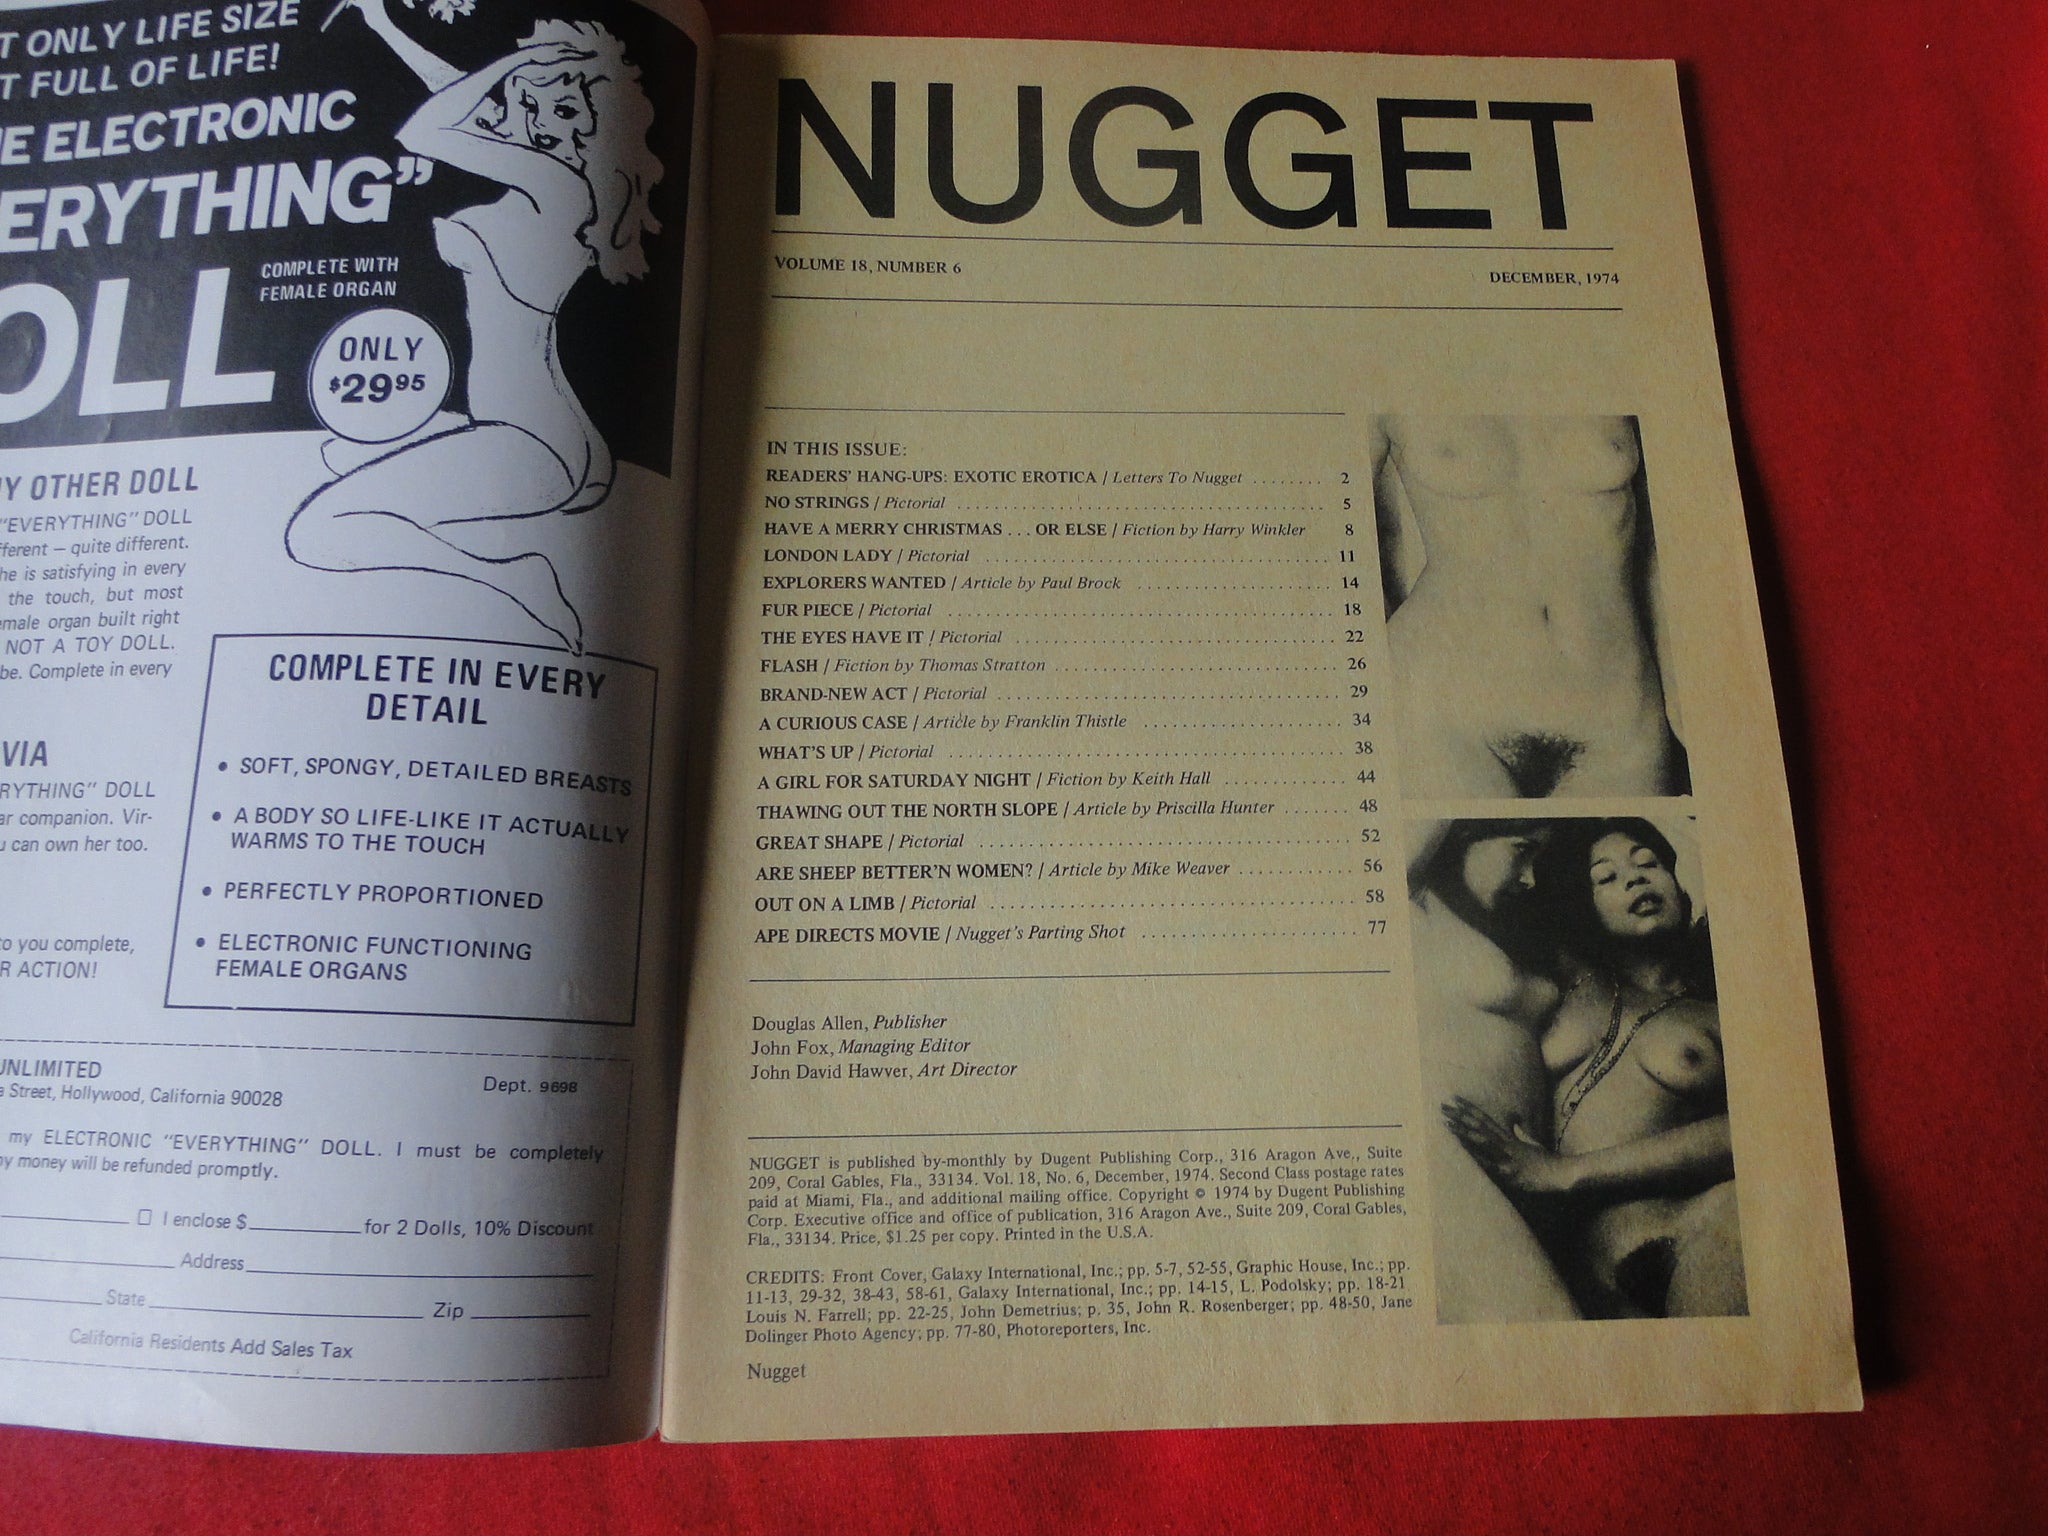 ONLY LIFE SIZE
FULL OF LIFE!
ELECTRONIC
COMPLETE WITH
FEMALE ORGAN
ONLY
$29.95
OTHER DOLL
"EVERYTHING" DOLL
– quite different.
he is satisfying in every
the touch, but most
organ built right
NOT A TOY DOLL.
be. Complete in every
VIA
DOLL
companion. Vir-
can own her too.
to you complete,
ACTION!
COMPLETE IN EVERY
DETAIL
• SOFT, SPONGY, DETAILED BREASTS
• A BODY SO LIFE-LIKE IT ACTUALLY
WARMS TO THE TOUCH
• PERFECTLY PROPORTIONED
• ELECTRONIC FUNCTIONING
FEMALE ORGANS
UNLIMITED
Street, Hollywood, California 90028
Dept. 9698
my ELECTRONIC "EVERYTHING" DOLL. I must be completely
money will be refunded promptly.
☐ I enclose $ for 2 Dolls, 10% Discount
Address
State Zip
California Residents Add Sales Tax
NUGGET
VOLUME 18, NUMBER 6
DECEMBER, 1974
IN THIS ISSUE:
READERS' HANG-UPS: EXOTIC EROTICA / Letters To Nugget ........ 2
NO STRINGS / Pictorial ........ 5
HAVE A MERRY CHRISTMAS . . . OR ELSE / Fiction by Harry Winkler 8
LONDON LADY / Pictorial ........ 11
EXPLORERS WANTED / Article by Paul Brock ........ 14
FUR PIECE / Pictorial ........ 18
THE EYES HAVE IT / Pictorial ........ 22
FLASH / Fiction by Thomas Stratton ........ 26
BRAND-NEW ACT / Pictorial ........ 29
A CURIOUS CASE / Article by Franklin Thistle ........ 34
WHAT'S UP / Pictorial ........ 38
A GIRL FOR SATURDAY NIGHT / Fiction by Keith Hall ........ 44
THAWING OUT THE NORTH SLOPE / Article by Priscilla Hunter ....... 48
GREAT SHAPE / Pictorial ........ 52
ARE SHEEP BETTER'N WOMEN? / Article by Mike Weaver ........ 56
OUT ON A LIMB / Pictorial ........ 58
APE DIRECTS MOVIE / Nugget's Parting Shot ........ 77
Douglas Allen, Publisher
John Fox, Managing Editor
John David Hawver, Art Director
NUGGET is published by-monthly by Dugent Publishing Corp., 316 Aragon Ave., Suite
209, Coral Gables, Fla., 33134. Vol. 18, No. 6, December, 1974. Second Class postage rates
paid at Miami, Fla., and additional mailing office. Copyright © 1974 by Dugent Publishing
Corp. Executive office and office of publication, 316 Aragon Ave., Suite 209, Coral Gables,
Fla., 33134. Price, $1.25 per copy. Printed in the U.S.A.
CREDITS: Front Cover, Galaxy International, Inc.; pp. 5-7, 52-55, Graphic House, Inc.; pp.
11-13, 29-32, 38-43, 58-61, Galaxy International, Inc.; pp. 14-15, L. Podolsky; pp. 18-21
Louis N. Farrell; pp. 22-25, John Demetrius; p. 35, John R. Rosenberger; pp. 48-50, Jane
Dolinger Photo Agency; pp. 77-80, Photoreporters, Inc.
Nugget